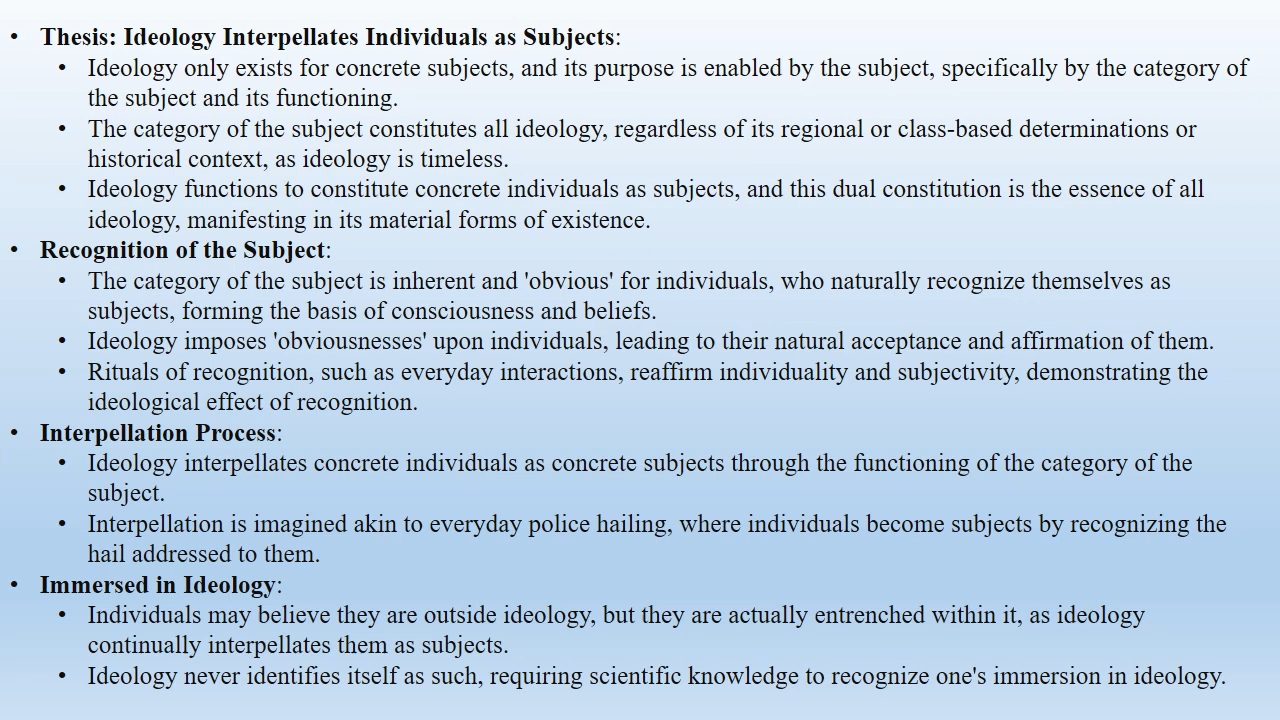 • Thesis: Ideology Interpellates Individuals as Subjects:
• Ideology only exists for concrete subjects, and its purpose is enabled by the subject, specifically by the category of
the subject and its functioning.
• The category of the subject constitutes all ideology, regardless of its regional or class-based determinations or
historical context, as ideology is timeless.
• Ideology functions to constitute concrete individuals as subjects, and this dual constitution is the essence of all
ideology, manifesting in its material forms of existence.
• Recognition of the Subject:
• The category of the subject is inherent and 'obvious' for individuals, who naturally recognize themselves as
subjects, forming the basis of consciousness and beliefs.
• Ideology imposes 'obviousnesses' upon individuals, leading to their natural acceptance and affirmation of them.
• Rituals of recognition, such as everyday interactions, reaffirm individuality and subjectivity, demonstrating the
ideological effect of recognition.
• Interpellation Process:
• Ideology interpellates concrete individuals as concrete subjects through the functioning of the category of the
subject.
• Interpellation is imagined akin to everyday police hailing, where individuals become subjects by recognizing the
hail addressed to them.
• Immersed in Ideology:
• Individuals may believe they are outside ideology, but they are actually entrenched within it, as ideology
continually interpellates them as subjects.
• Ideology never identifies itself as such, requiring scientific knowledge to recognize one's immersion in ideology.